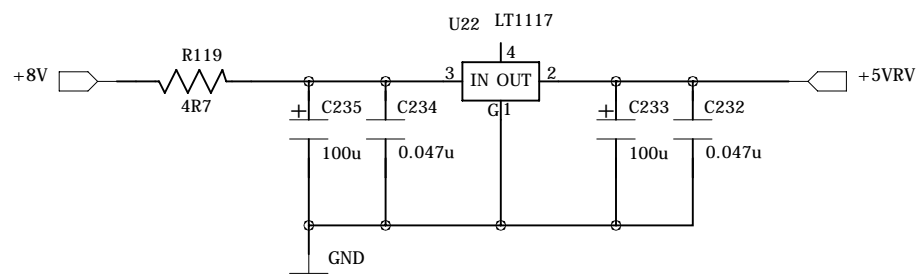 U22 LT1117
4
R119
+8V
3
IN OUT
2
+5VRV
4R7
G 1
+
C235
C234
+
C233
C232
100u
0.047u
100u
0.047u
GND